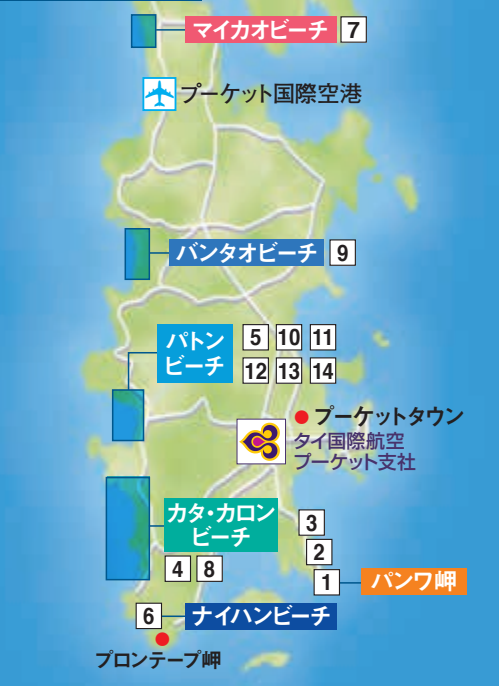 マイカオビーチ 7
プーケット国際空港
バンタオビーチ 9
パトン
ビーチ
5 10 11
12 13 14
プーケットタウン
タイ国際航空
プーケット支社
カタ・カロン
ビーチ
4 8
3
2
1 パンワ岬
6 ナイハンビーチ
プロンテープ岬